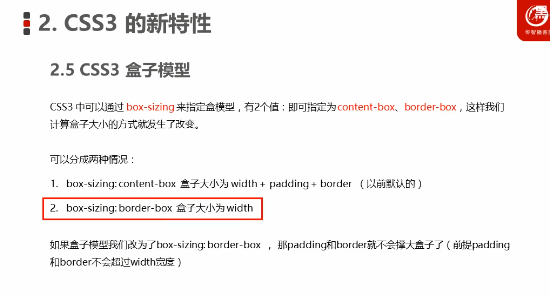 2. CSS3 的新特性
黑
2.5 CSS3 盒子模型
CSS3 中可以通过 box-sizing 来指定盒模型，有2个值：即可指定为content-box、border-box，这样我们
计算盒子大小的方式就发生了改变。
可以分成两种情况：
1. box-sizing: content-box 盒子大小为 width + padding + border （以前默认的）
2. box-sizing: border-box 盒子大小为 width
如果盒子模型我们改为了box-sizing: border-box ， 那padding和border就不会撑大盒子了（前提padding
和border不会超过width宽度）